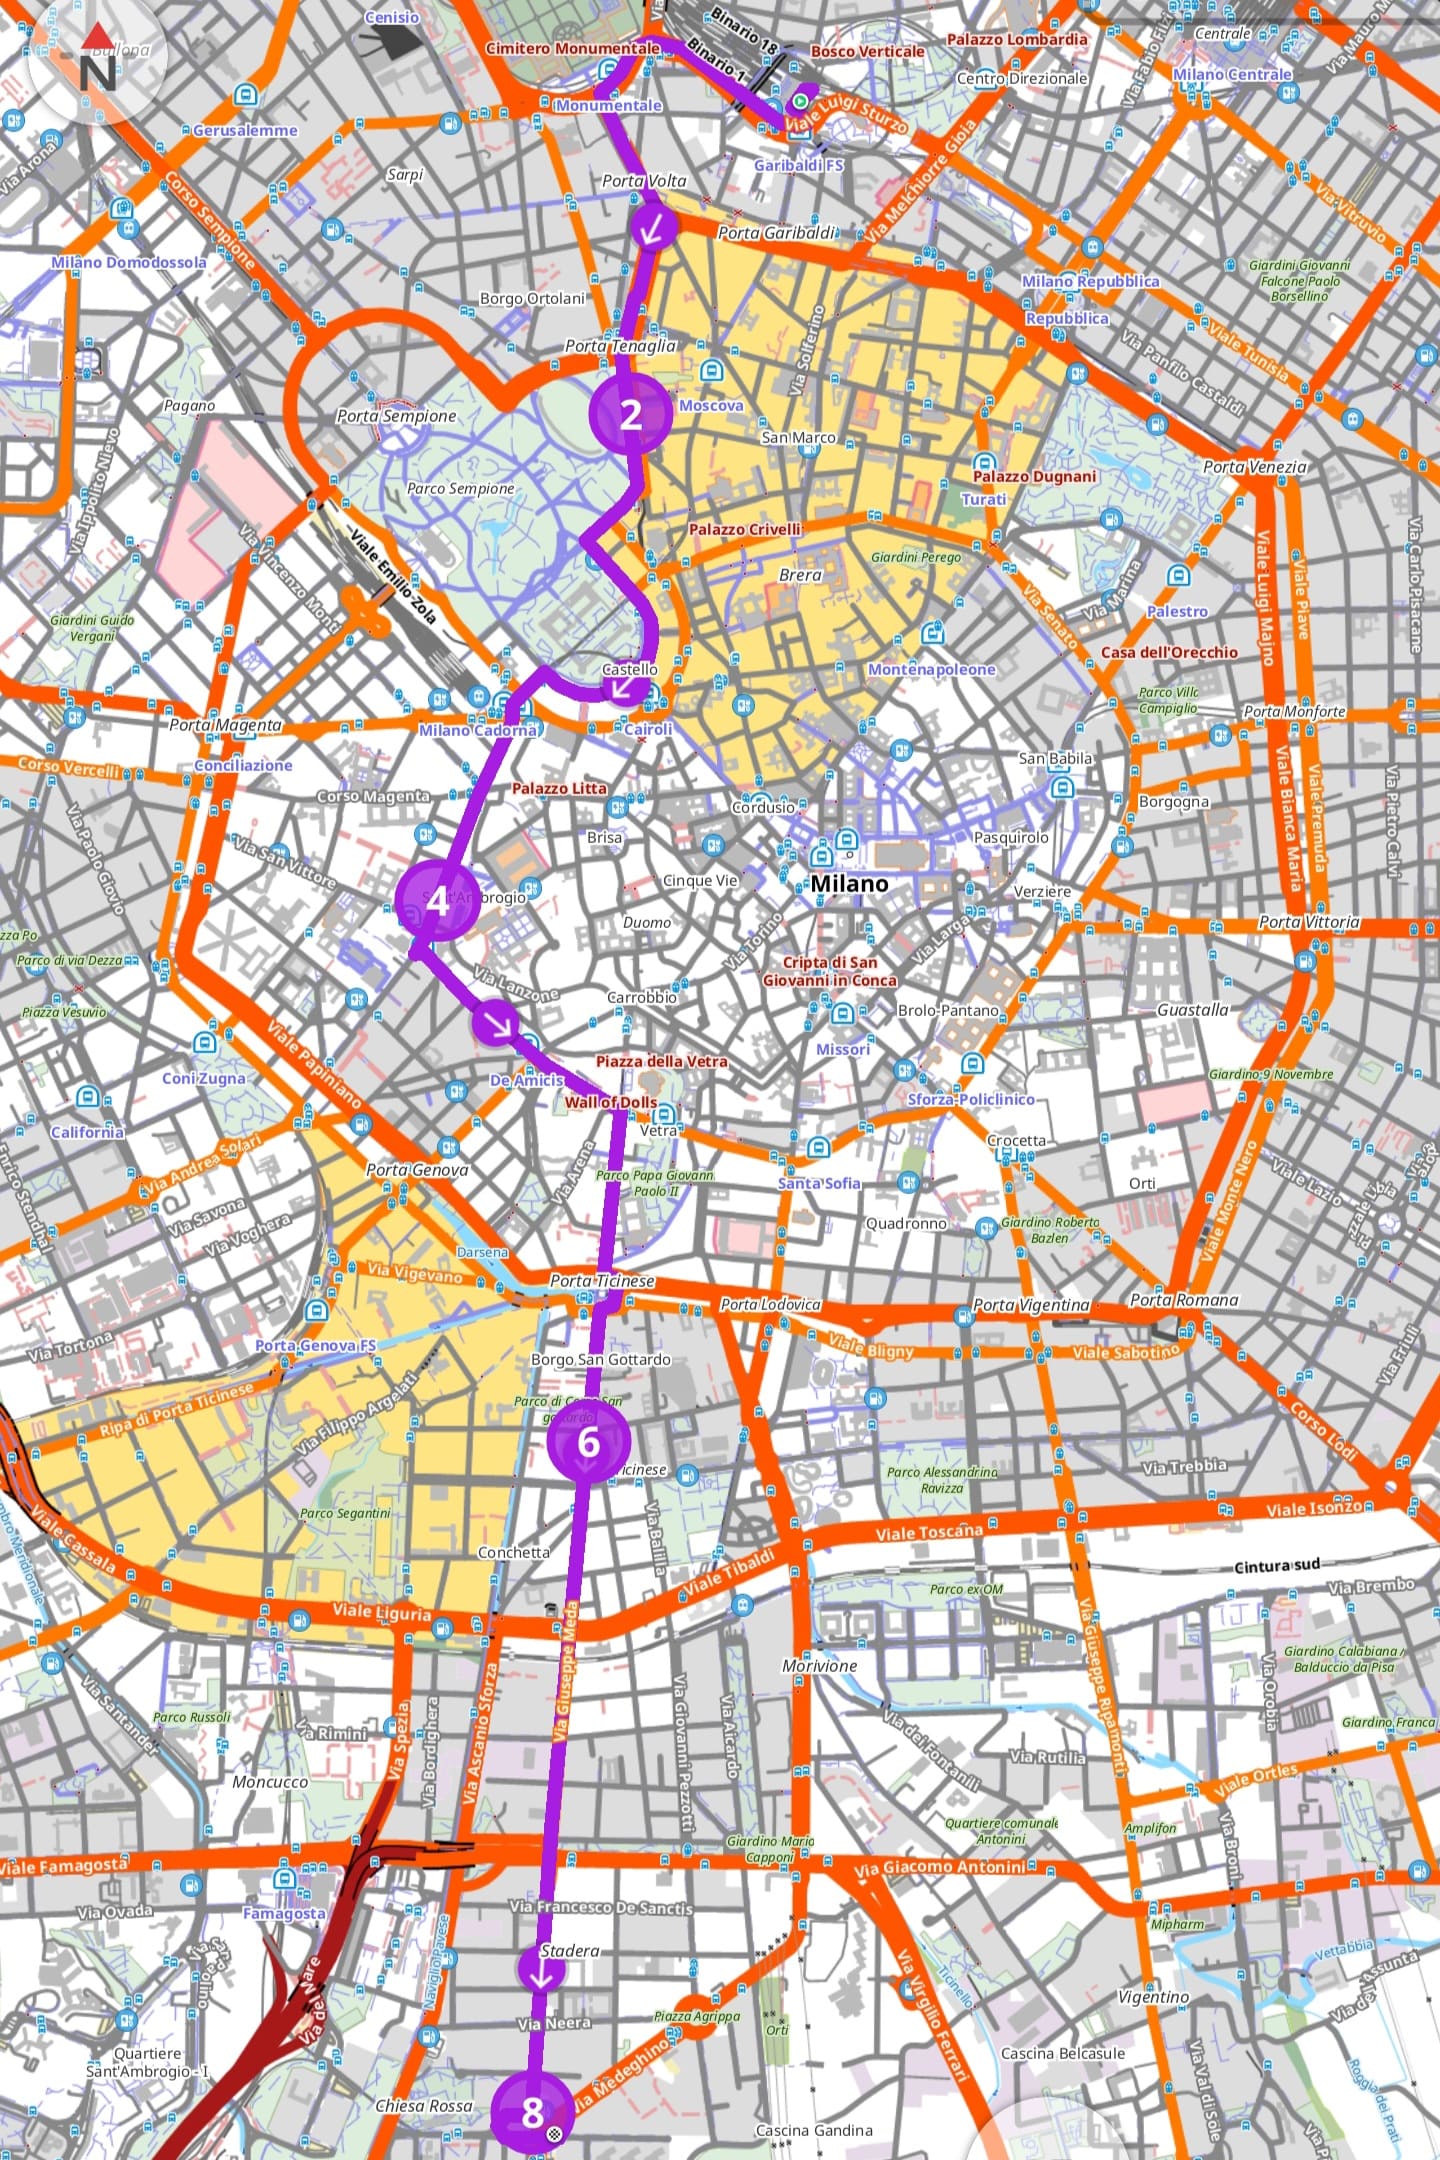 Cenisio
Binario 18
Binario 1
Cimitero Monumentale
Bosco Verticale
Palazzo Lombardia
Centro Direzionale
Centrale
Via Fabio Filzi
Via Mauro M
Bullona
N
Milano Centrale
Monumentale
Viale Luigi Sturzo
Gerusalemme
Via Arona
Sarpi
Porta Volta
Garibaldi FS
Via Melchiorre Gioia
Via Vitruvio
Corso Sempione
Porta Garibaldi
Milano Domodossola
Milano Repubblica
Giardini Giovanni
Falcone Paolo
Borsellino
Borgo Ortolani
Repubblica
Via Solferino
Porta Tenaglia
Via Panfilo Castaldi
Viale Tunisia
Pagano
Porta Sempione
2
Moscova
San Marco
Via Ippolito Nievo
Parco Sempione
Palazzo Dugnani
Turati
Porta Venezia
Viale Emilio Zola
Palazzo Crivelli
Via Vincenzo Monti
Brera
Giardini Perego
Via Marina
Palestro
Via Senato
Viale Luigi Majno
Viale Piave
Via Carlo Pisacane
Giardini Guido
Vergani
Castello
Montenapoleone
Casa dell'Orecchio
Parco Villa
Campiglio
Porta Magenta
Milano Cadorna
Cairoli
Porta Monforte
Corso Vercelli
Conciliazione
San Babila
Corso Magenta
Palazzo Litta
Cordusio
Borgogna
Viale Bianca Maria
Viale Premuda
Via Pietro Calvi
Via Paolo Giovio
Via San Vittore
Brisa
Pasquirolo
4
Sant'Ambrogio
Cinque Vie
Milano
Verziere
Duomo
Via Torino
Via Larga
Porta Vittoria
zza Po
Parco di via Dezza
Via Lanzone
Carrobbio
Cripta di San
Giovanni in Conca
Brolo-Pantano
Guastalla
Piazza Vesuvio
Viale Papiniano
Missori
Coni Zugna
De Amicis
Piazza della Vetra
Wall of Dolls
Sforza-Policlinico
Giardino 9 Novembre
California
Vetra
Crocetta
Enrico Stendhal
Via Andrea Solari
Porta Genova
Via Arena
Parco Papa Giovanni
Paolo II
Santa Sofia
Orti
Viale Monte Nero
Viale Lazio
Via Savona
Via Voghera
Quadronno
Giardino Roberto
Bazlen
Darsena
Via Vigevano
Porta Ticinese
Porta Lodovica
Porta Vigentina
Porta Romana
Via Tortona
Porta Genova FS
Borgo San Gottardo
Viale Bligny
Viale Sabotino
Via Friuli
Ripa di Porta Ticinese
Via Filippo Argelati
6
icinese
Corso Lodi
Parco Alessandrina
Ravizza
Via Trebbia
Parco Segantini
Viale Cassala
Via Balilla
Viale Toscana
Viale Isonzo
Conchetta
Viale Tibaldi
Cintura sud
Viale Liguria
Parco ex OM
Via Brembo
Via Giuseppe Meda
Morivione
Via Giuseppe Ripamonti
Giardino Calabiana /
Balduccio da Pisa
Via Santander
Parco Russoli
Via Rimini
Via Spezia
Via Bordighera
Via Ascanio Sforza
Via Giovanni Pezzotti
Via Aicardo
Via dei Fontanili
Via Rutilia
Via Orobia
Giardino Franca
Moncucco
Viale Ortles
Giardino Mario
Capponi
Quartiere comunale
Antonini
Amplifon
Via Broni
Viale Famagosta
Via Giacomo Antonini
Via Ovada
Famagosta
Via Francesco De Sanctis
Mipharm
Stadera
Naviglio Pavese
Via del Mare
Via San Paolino
Via Neera
Piazza Agrippa
Orti
Ticinello
Via Virgilio Ferrari
Vigentino
Vettabbia
Via dell'Assunta
Quartiere
Sant'Ambrogio - I
Via Medeghino
Cascina Belcasule
Chiesa Rossa
8
Cascina Gandina
Via Val di Sole
Roggia dei Prati